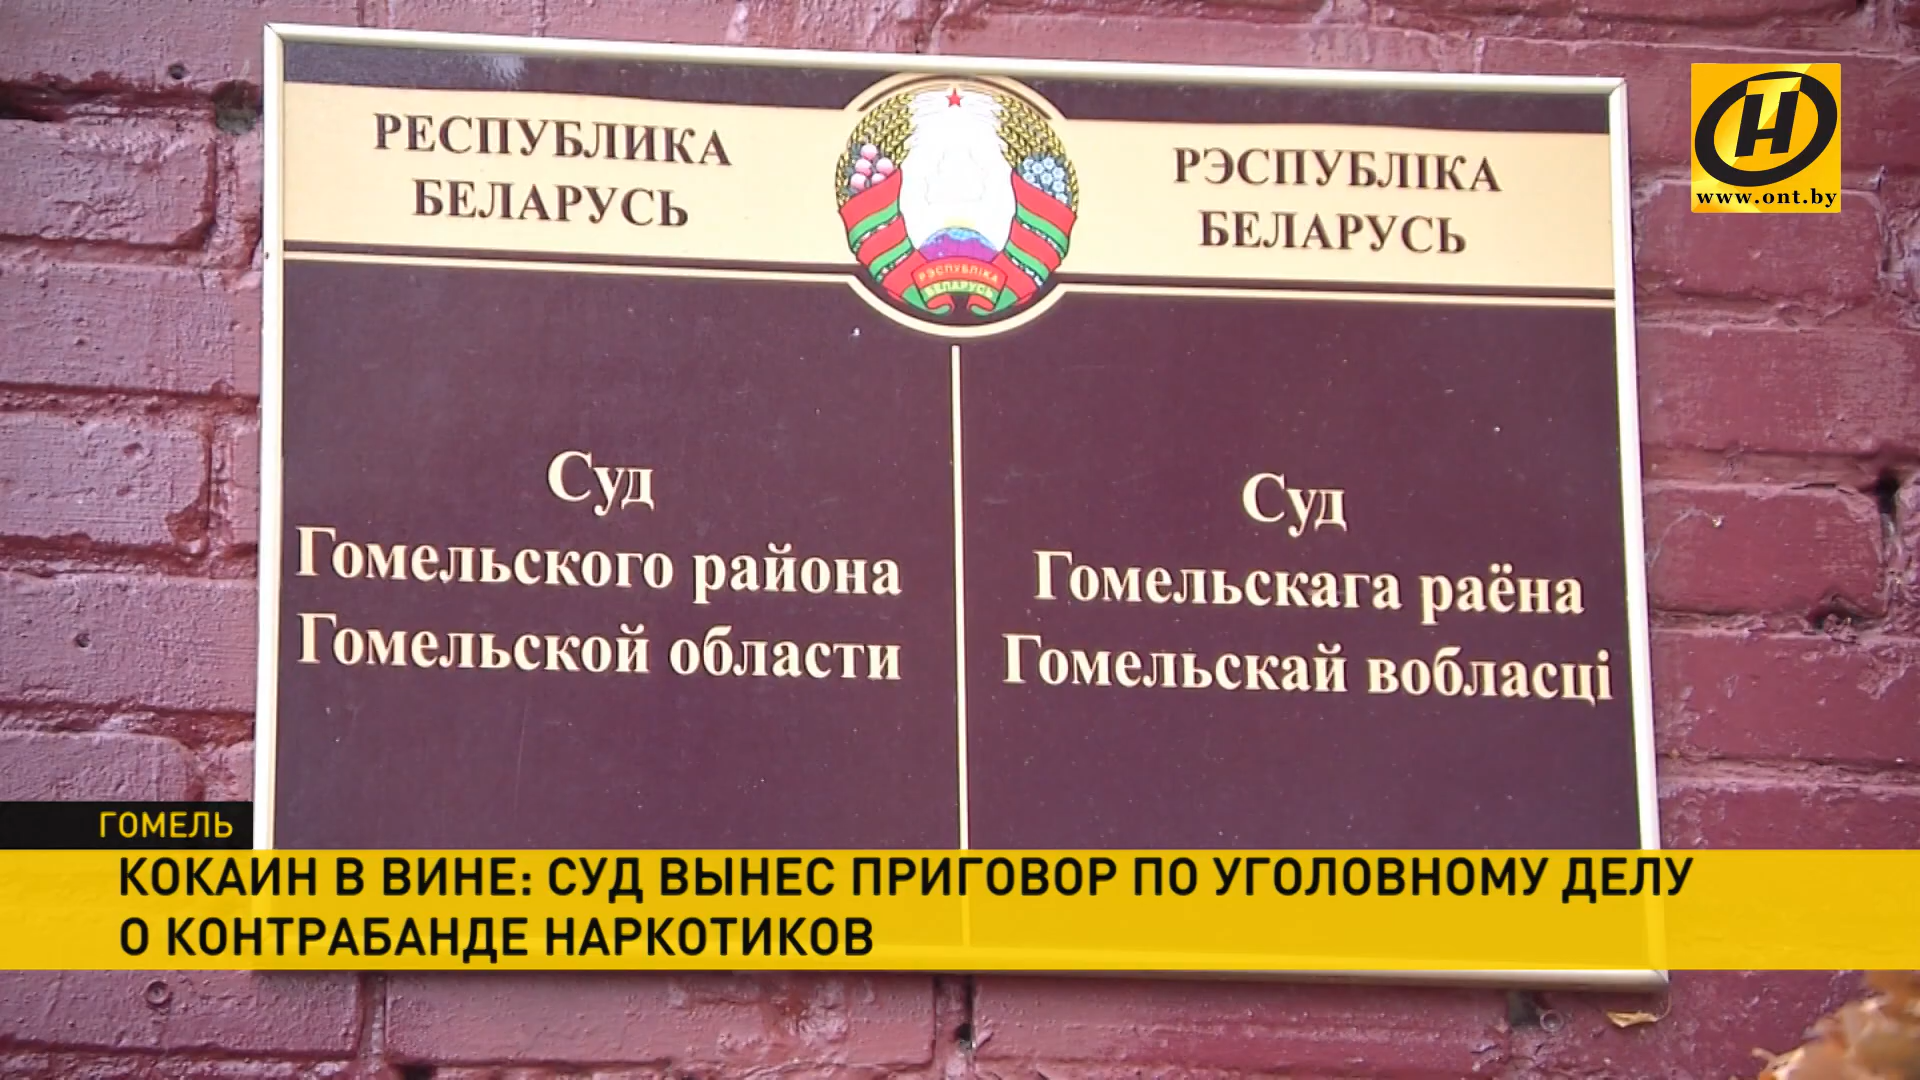 РЕСПУБЛИКА
БЕЛАРУСЬ
РЭСПУБЛІКА
БЕЛАРУСЬ
РЭСПУБЛІКА
БЕЛАРУСЬ
Суд
Гомельского района
Гомельской области
Суд
Гомельскага раёна
Гомельскай вобласці
ОНТ
www.ont.by
ГОМЕЛЬ
КОКАИН В ВИНЕ: СУД ВЫНЕС ПРИГОВОР ПО УГОЛОВНОМУ ДЕЛУ
О КОНТРАБАНДЕ НАРКОТИКОВ